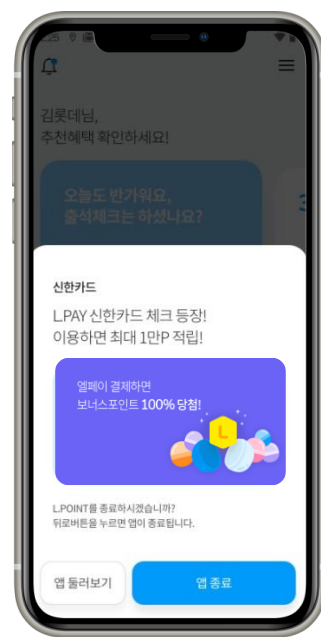 김롯데님,
추천혜택 확인하세요!
오늘도 반가워요,
출석체크는 하셨나요?
신한카드
L.PAY 신한카드 체크 등장!
이용하면 최대 1만P 적립!
엘페이 결제하면
보너스포인트 100% 당첨!
L
L.POINT를 종료하시겠습니까?
뒤로버튼을 누르면 앱이 종료됩니다.
앱 둘러보기
앱 종료